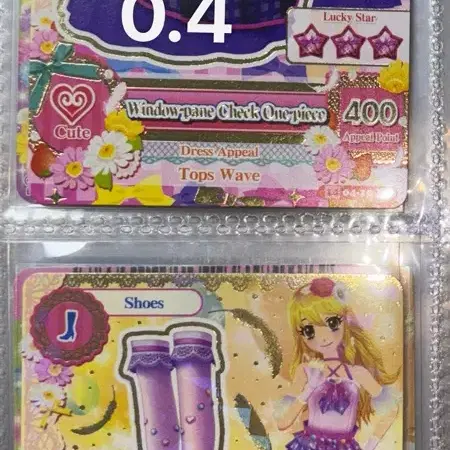 0.4
Lucky Star
Cute
Window-pane Check One-piece
400
Appeal Point
Dress Appeal
Tops Wave
Shoes